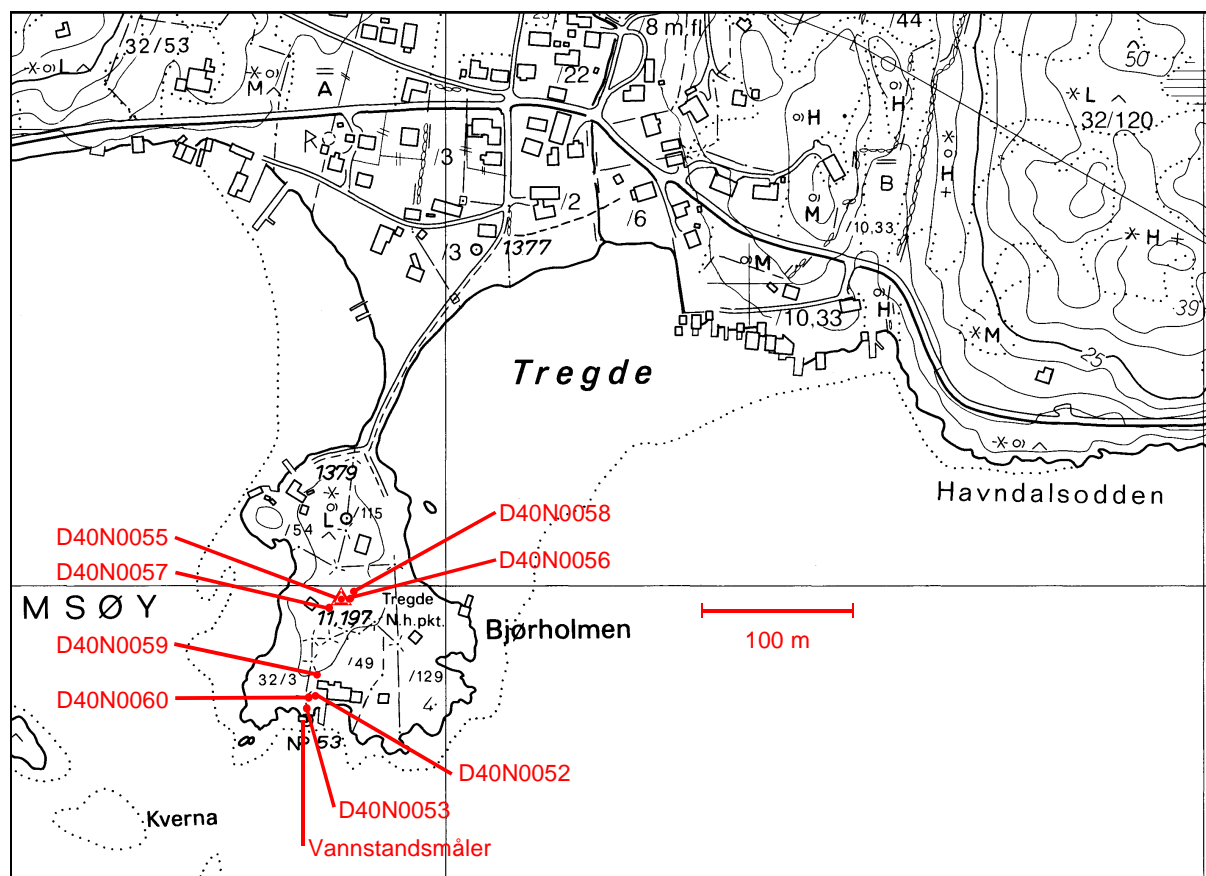 8 m fl
44
32/53
50
L
M
A
/22
H
H
L
32/120
R
/3
H
B
/2
/6
M
/10,33
H
/3
1377
M
H
/10,33
39
M
25
Tregde
1379
/115
L
/54
Havndalsodden
D40N0058
D40N0055
D40N0056
D40N0057
MSØY
Tregde
N.h.pkt.
11,197
Bjørholmen
100 m
D40N0059
/49
32/3
/129
D40N0060
4
NP 53
D40N0052
D40N0053
Kverna
Vannstandsmåler